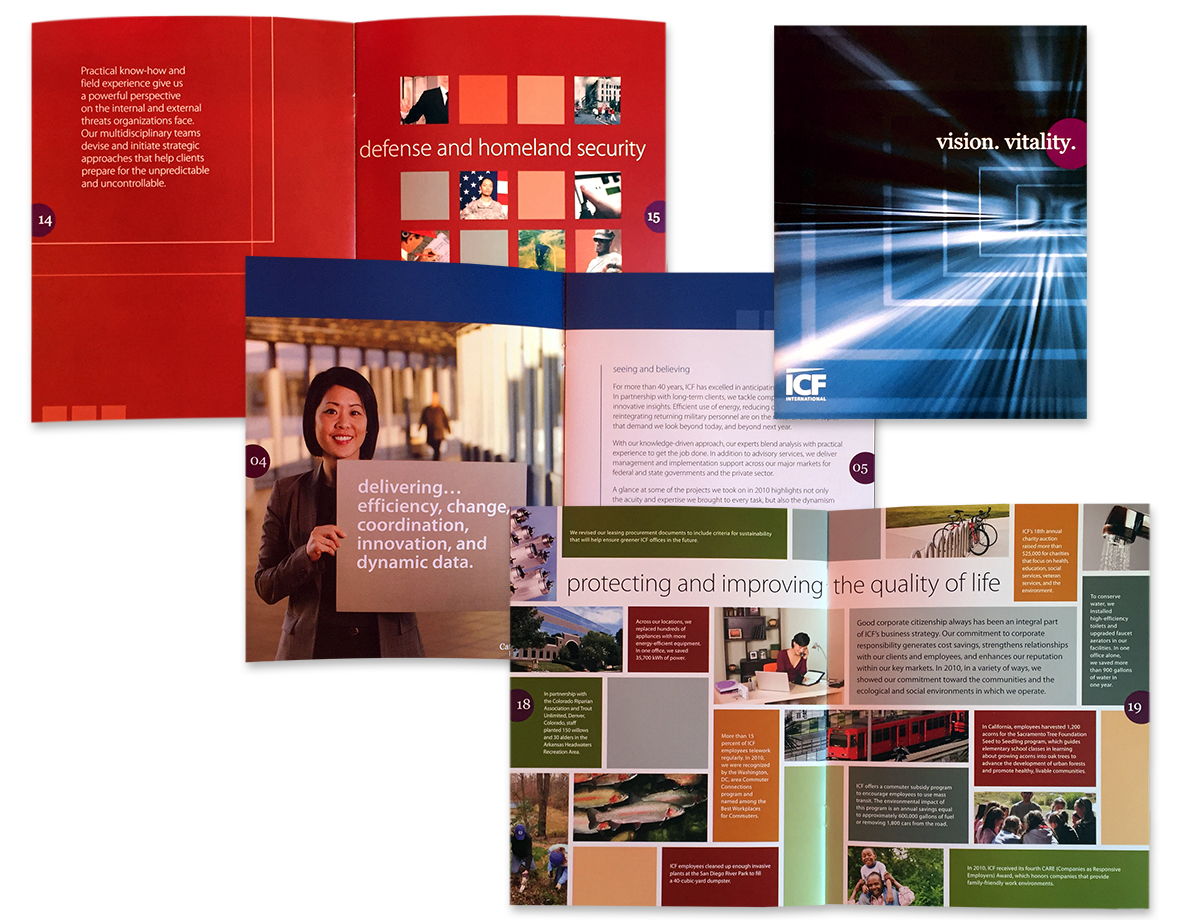 Practical know-how and
field experience give us
a powerful perspective
on the internal and external
threats organizations face.
Our multidisciplinary teams
devise and initiate strategic
approaches that help clients
prepare for the unpredictable
and uncontrollable.
14
defense and homeland security
15
vision. vitality.
ICF
INTERNATIONAL
04
delivering...
efficiency, change,
coordination,
innovation, and
dynamic data.
seeing and believing
For more than 40 years, ICF has excelled in anticipatin
In partnership with long-term clients, we tackle comp
innovative insights. Efficient use of energy, reducing
reintegrating returning military personnel are on the
that demand we look beyond today, and beyond next year.
With our knowledge-driven approach, our experts blend analysis with practical
experience to get the job done. In addition to advisory services, we deliver
management and implementation support across our major markets for
federal and state governments and the private sector.
A glance at some of the projects we took on in 2010 highlights not only
the acuity and expertise we brought to every task, but also the dynamism
05
We revised our leasing procurement documents to include criteria for sustainability
that will help ensure greener ICF offices in the future.
ICF's 18th annual
charity auction
raised more than
$25,000 for charities
that focus on health,
education, social
services, veteran
services, and the
environment.
protecting and improving the quality of life
To conserve
water, we
installed
high-efficiency
toilets and
upgraded faucet
aerators in our
facilities. In one
office alone,
we saved more
than 900 gallons
of water in
one year.
Across our locations, we
replaced hundreds of
appliances with more
energy-efficient equipment.
In one office, we saved
35,700 kWh of power.
Good corporate citizenship always has been an integral part
of ICF's business strategy. Our commitment to corporate
responsibility generates cost savings, strengthens relationships
with our clients and employees, and enhances our reputation
within our key markets. In 2010, in a variety of ways, we
showed our commitment toward the communities and the
ecological and social environments in which we operate.
18
In partnership with
the Colorado Riparian
Association and Trout
Unlimited, Denver,
Colorado, staff
planted 150 willows
and 30 alders in the
Arkansas Headwaters
Recreation Area.
19
More than 15
percent of ICF
employees telework
regularly. In 2010,
we were recognized
by the Washington,
DC, area Commuter
Connections
program and
named among the
Best Workplaces
for Commuters.
In California, employees harvested 1,200
acorns for the Sacramento Tree Foundation
Seed to Seedling program, which guides
elementary school classes in learning
about growing acorns into oak trees to
advance the development of urban forests
and promote healthy, livable communities.
ICF offers a commuter subsidy program
to encourage employees to use mass
transit. The environmental impact of
this program is an annual savings equal
to approximately 600,000 gallons of fuel
or removing 1,800 cars from the road.
ICF employees cleaned up enough invasive
plants at the San Diego River Park to fill
a 40-cubic-yard dumpster.
In 2010, ICF received its fourth CARE (Companies as Responsive
Employers) Award, which honors companies that provide
family-friendly work environments.